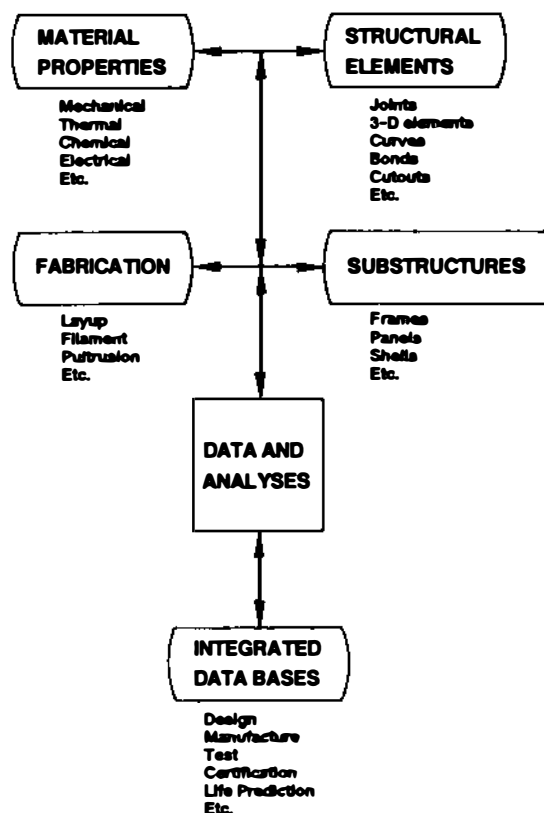 MATERIAL
PROPERTIES
Mechanical
Thermal
Chemical
Electrical
Etc.
STRUCTURAL
ELEMENTS
Joints
3-D elements
Curves
Bonds
Cutouts
Etc.
FABRICATION
Layup
Filament
Pultrusion
Etc.
SUBSTRUCTURES
Frames
Panels
Shells
Etc.
DATA AND
ANALYSES
INTEGRATED
DATA BASES
Design
Manufacture
Test
Certification
Life Prediction
Etc.